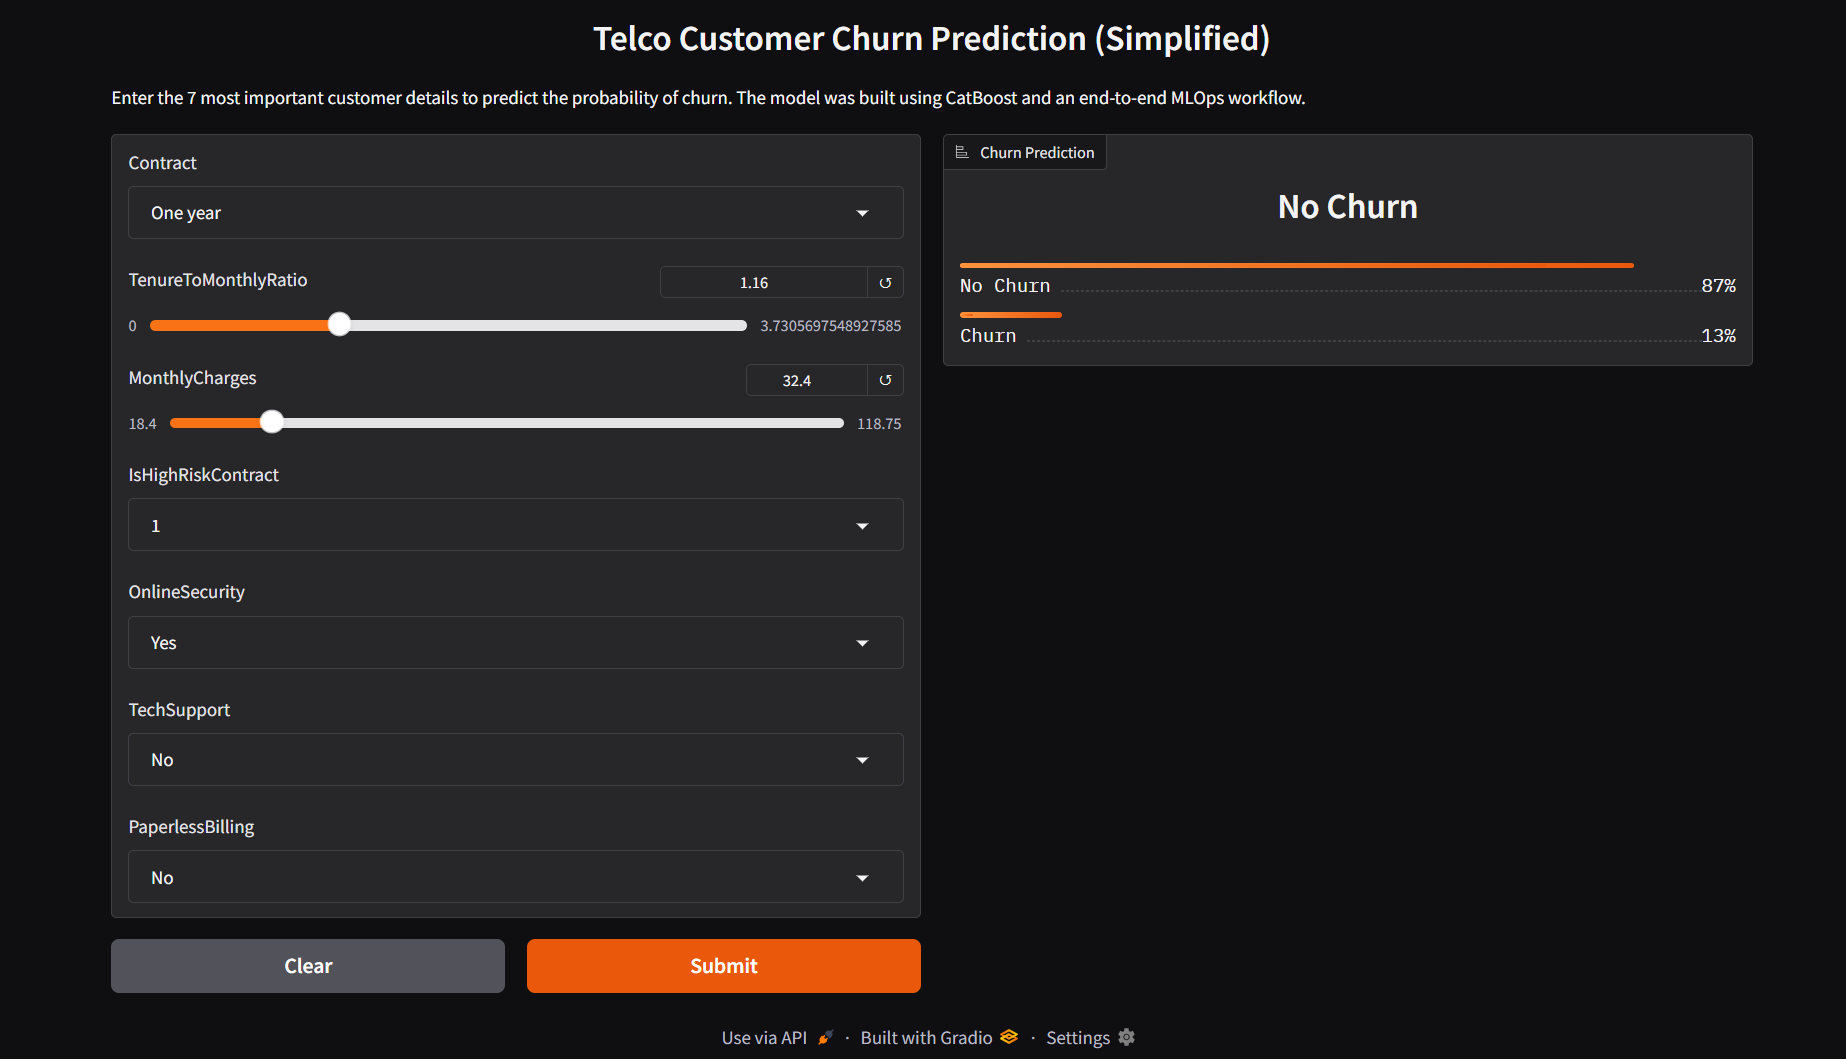 Telco Customer Churn Prediction (Simplified)
Enter the 7 most important customer details to predict the probability of churn. The model was built using CatBoost and an end-to-end MLOps workflow.
Contract
One year
TenureToMonthlyRatio
1.16
0
3.7305697548927585
MonthlyCharges
32.4
18.4
118.75
IsHighRiskContract
1
OnlineSecurity
Yes
TechSupport
No
PaperlessBilling
No
Clear
Submit
Churn Prediction
No Churn
No Churn 87%
Churn 13%
Use via API · Built with Gradio · Settings